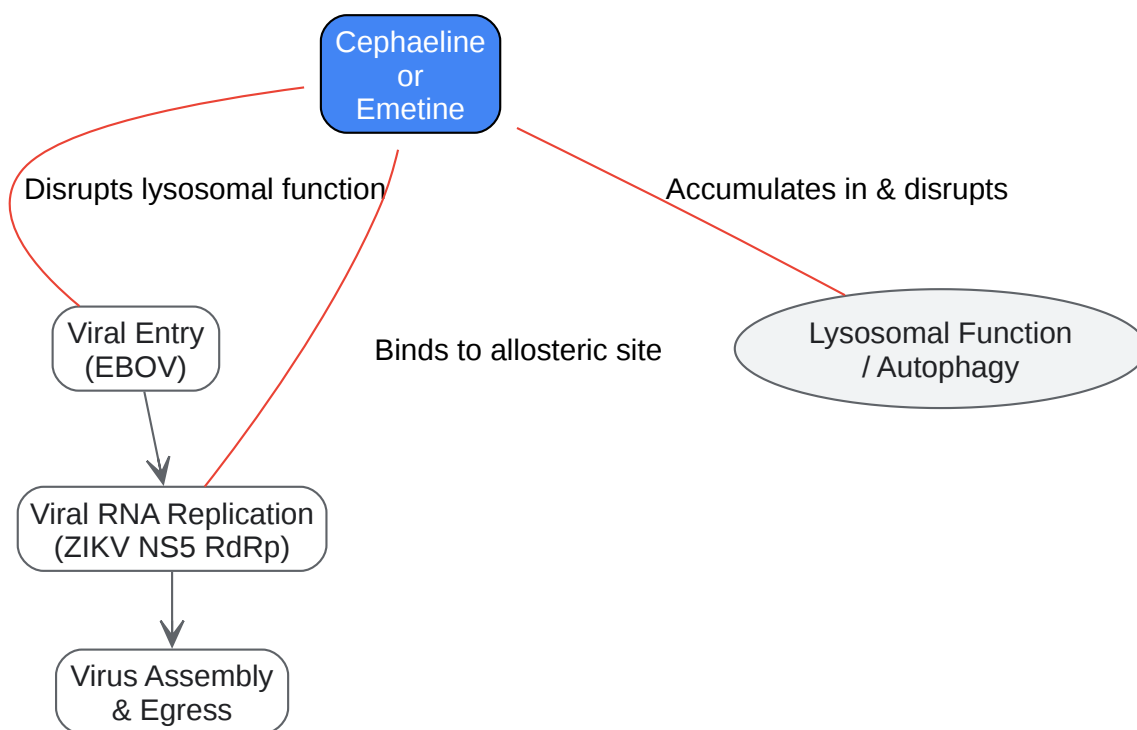 Cephaeline
or
Emetine
Disrupts lysosomal function
Accumulates in & disrupts
Viral Entry
(EBOV)
Binds to allosteric site
Lysosomal Function
/ Autophagy
Viral RNA Replication
(ZIKV NS5 RdRp)
Virus Assembly
& Egress